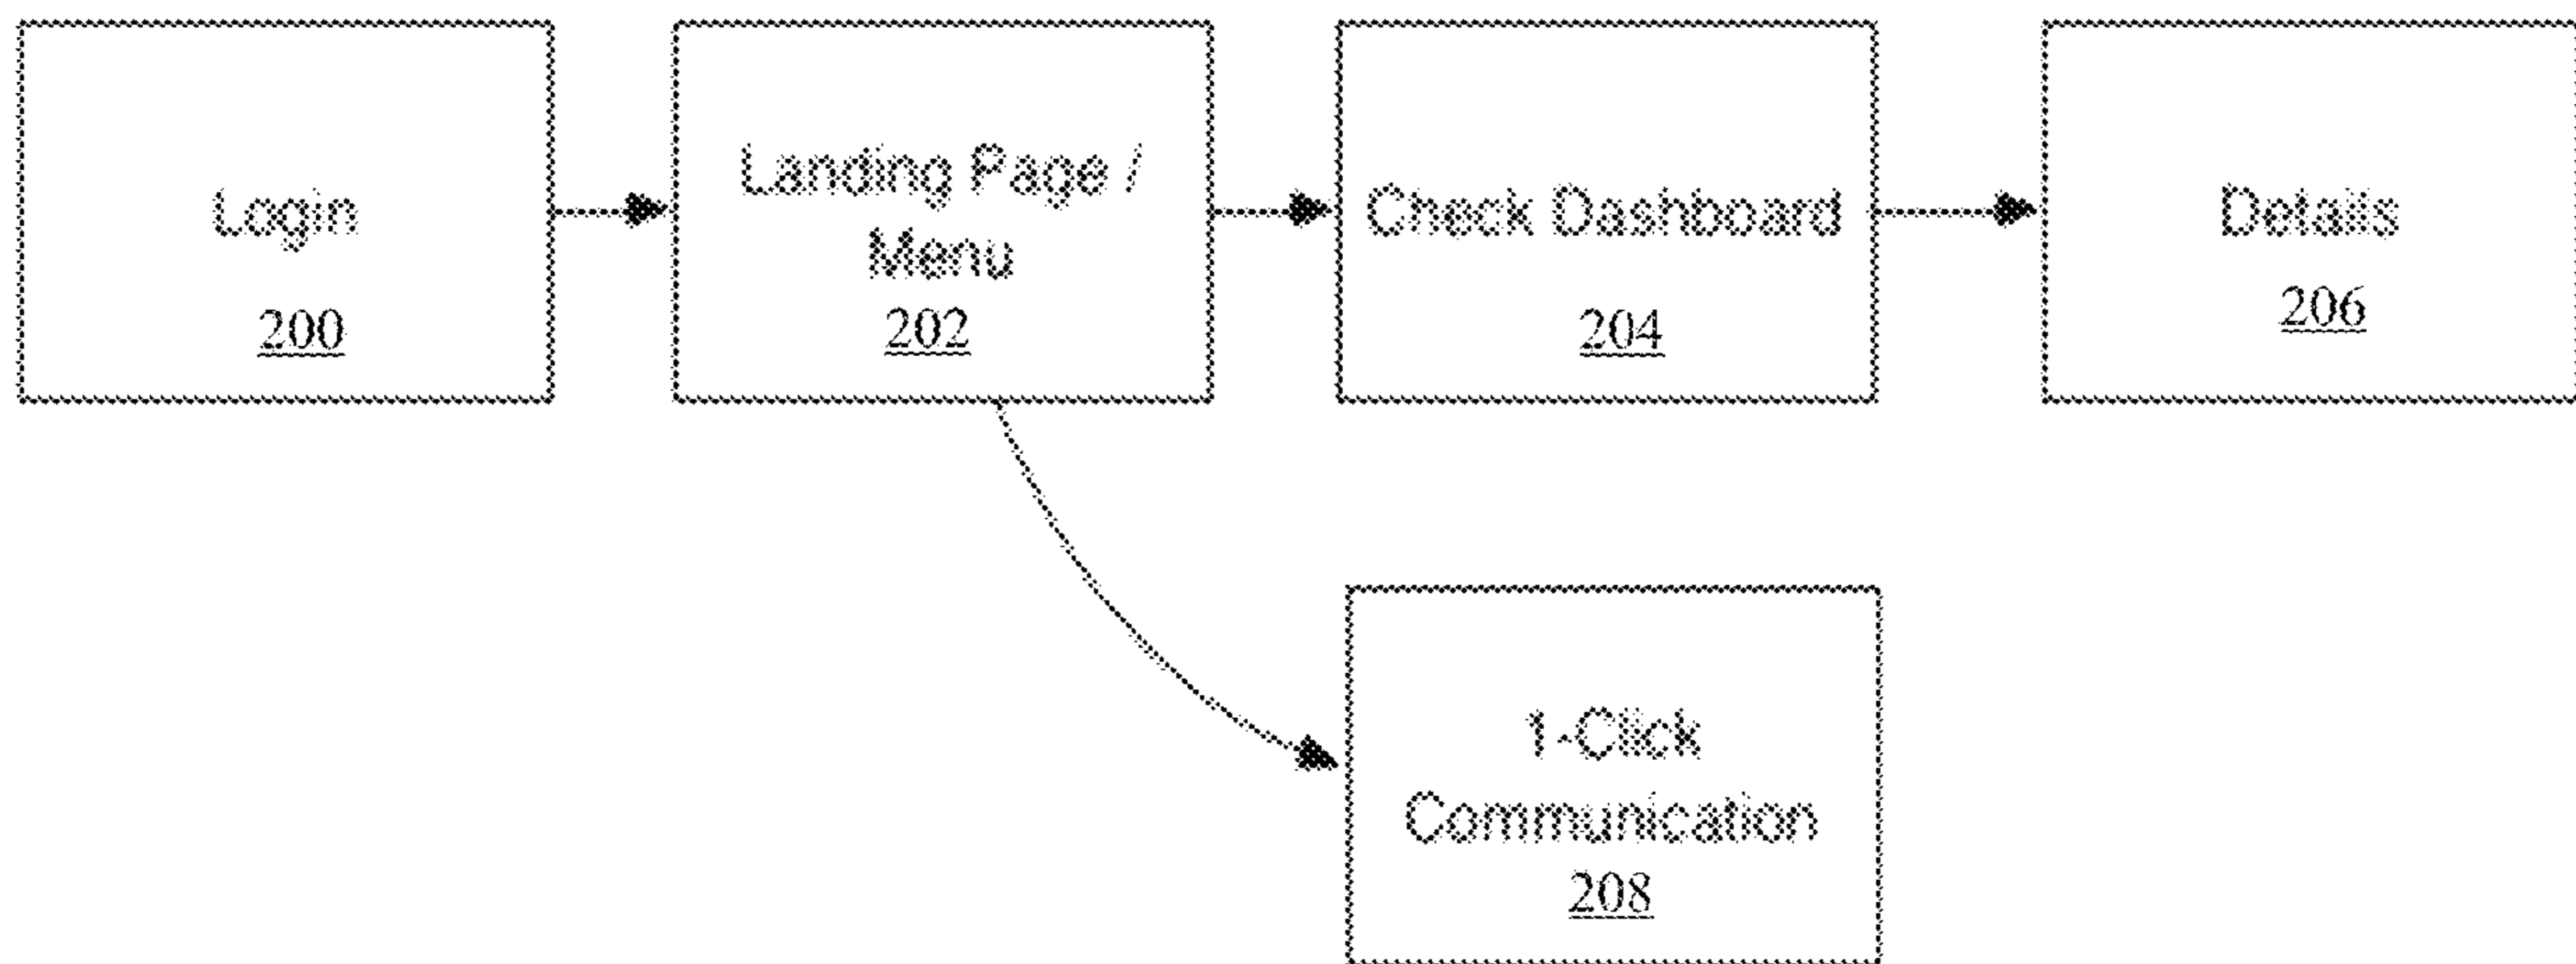 Login
200
Landing Page /
Menu
202
Check Dashboard
204
Details
206
1-Click
Communication
208